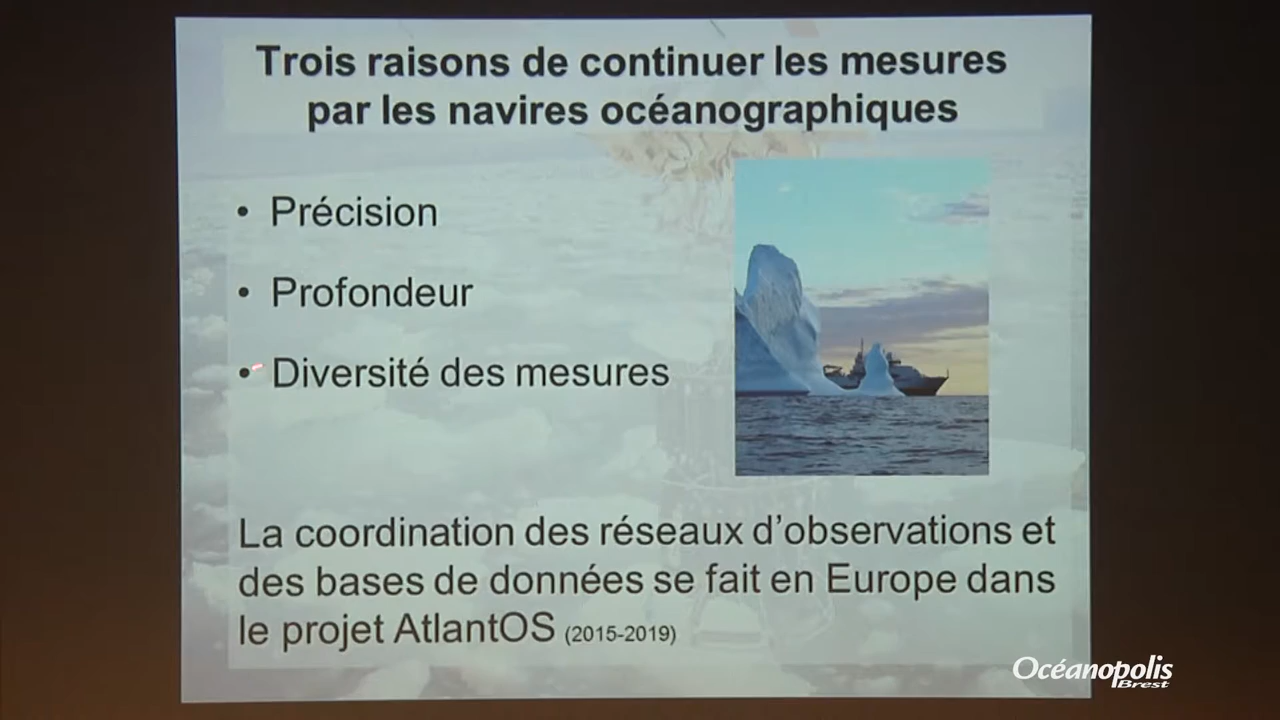 Trois raisons de continuer les mesures
par les navires océanographiques
• Précision
• Profondeur
• Diversité des mesures
La coordination des réseaux d'observations et
des bases de données se fait en Europe dans
le projet AtlantOS (2015-2019)
Océanopolis
Brest